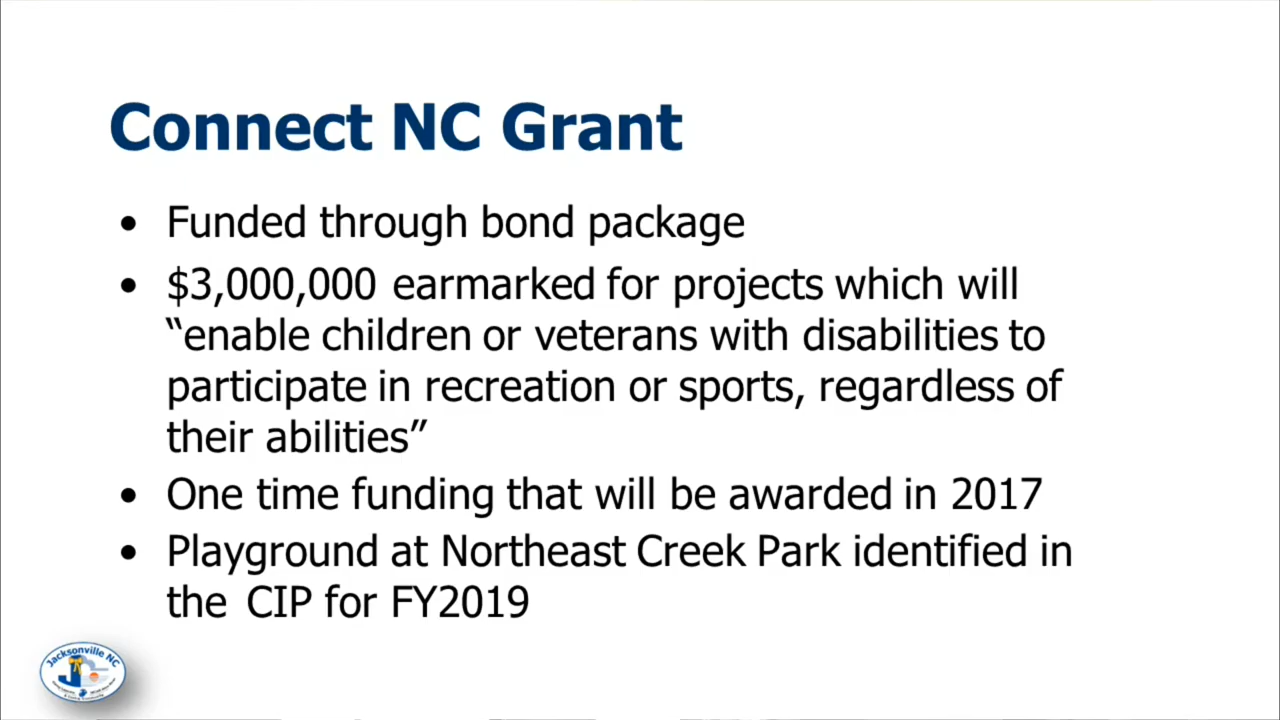 Connect NC Grant
• Funded through bond package
• $3,000,000 earmarked for projects which will
“enable children or veterans with disabilities to
participate in recreation or sports, regardless of
their abilities”
• One time funding that will be awarded in 2017
• Playground at Northeast Creek Park identified in
the CIP for FY2019
Jacksonville NC